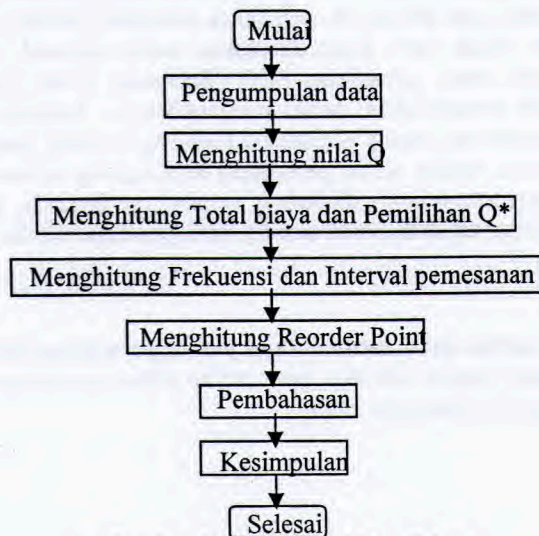 Mulai
Pengumpulan data
Menghitung nilai Q
Menghitung Total biaya dan Pemilihan Q*
Menghitung Frekuensi dan Interval pemesanan
Menghitung Reorder Point
Pembahasan
Kesimpulan
Selesai